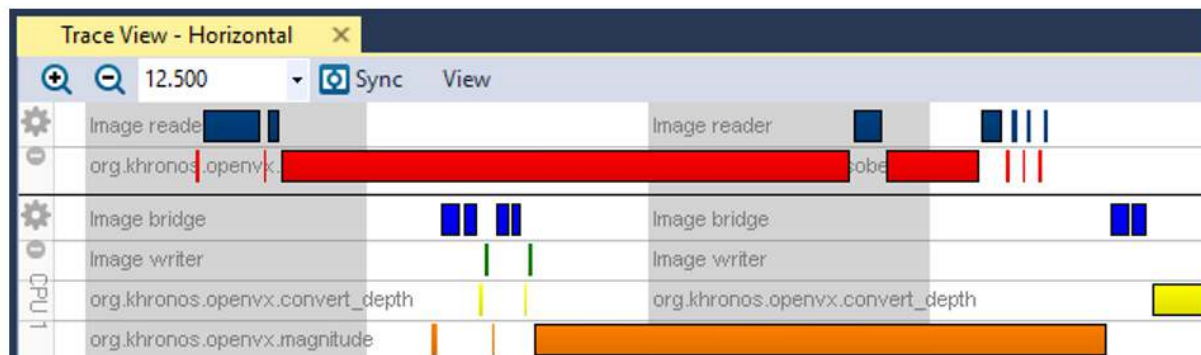 Trace View - Horizontal
12.500 Sync View
Image reade Image reader
org.khronos.openvx. sobe
Image bridge Image bridge
Image writer Image writer
org.khronos.openvx.convert_depth org.khronos.openvx.convert_depth
org.khronos.openvx.magnitude
CPU 1